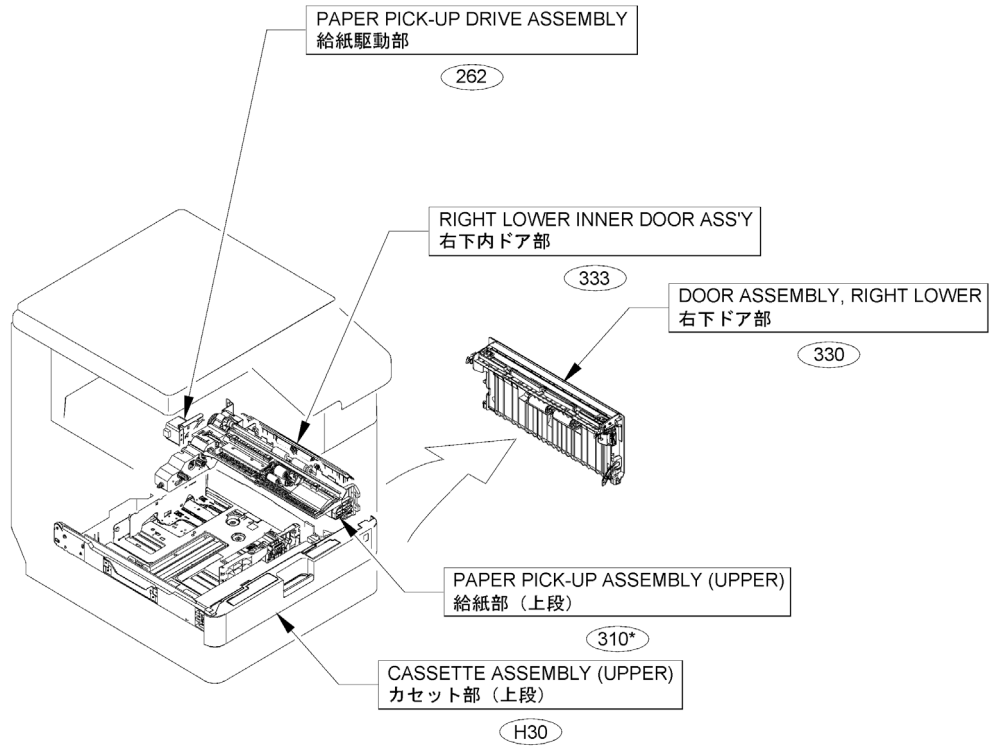 PAPER PICK-UP DRIVE ASSEMBLY
給紙駆動部
262
RIGHT LOWER INNER DOOR ASS'Y
右下内ドア部
333
DOOR ASSEMBLY, RIGHT LOWER
右下ドア部
330
PAPER PICK-UP ASSEMBLY (UPPER)
給紙部（上段）
310*
CASSETTE ASSEMBLY (UPPER)
カセット部（上段）
H30